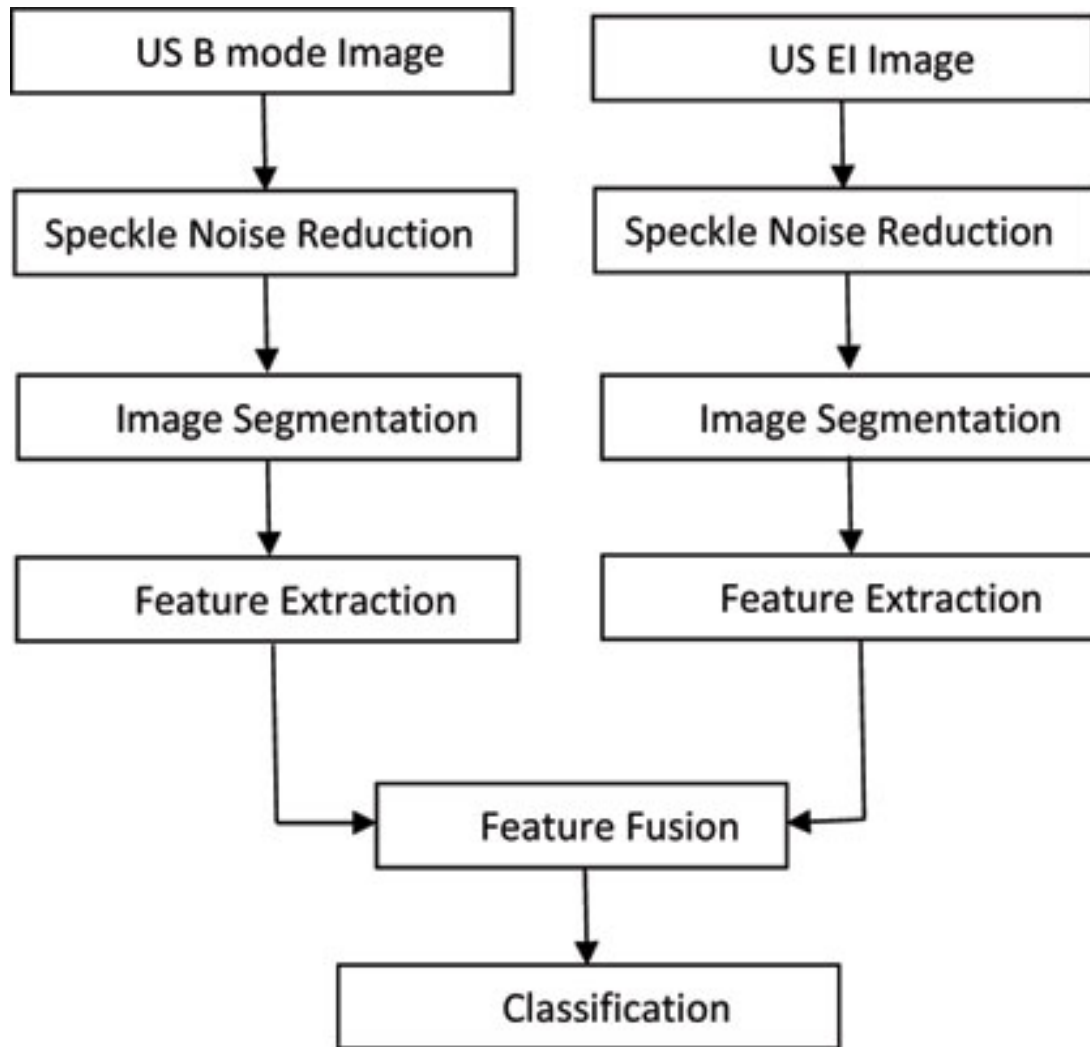 US B mode Image
US EI Image
Speckle Noise Reduction
Speckle Noise Reduction
Image Segmentation
Image Segmentation
Feature Extraction
Feature Extraction
Feature Fusion
Classification